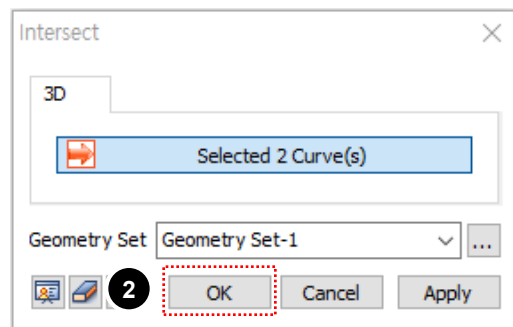 Intersect
3D
Selected 2 Curve(s)
Geometry Set Geometry Set-1 ...
2 OK Cancel Apply